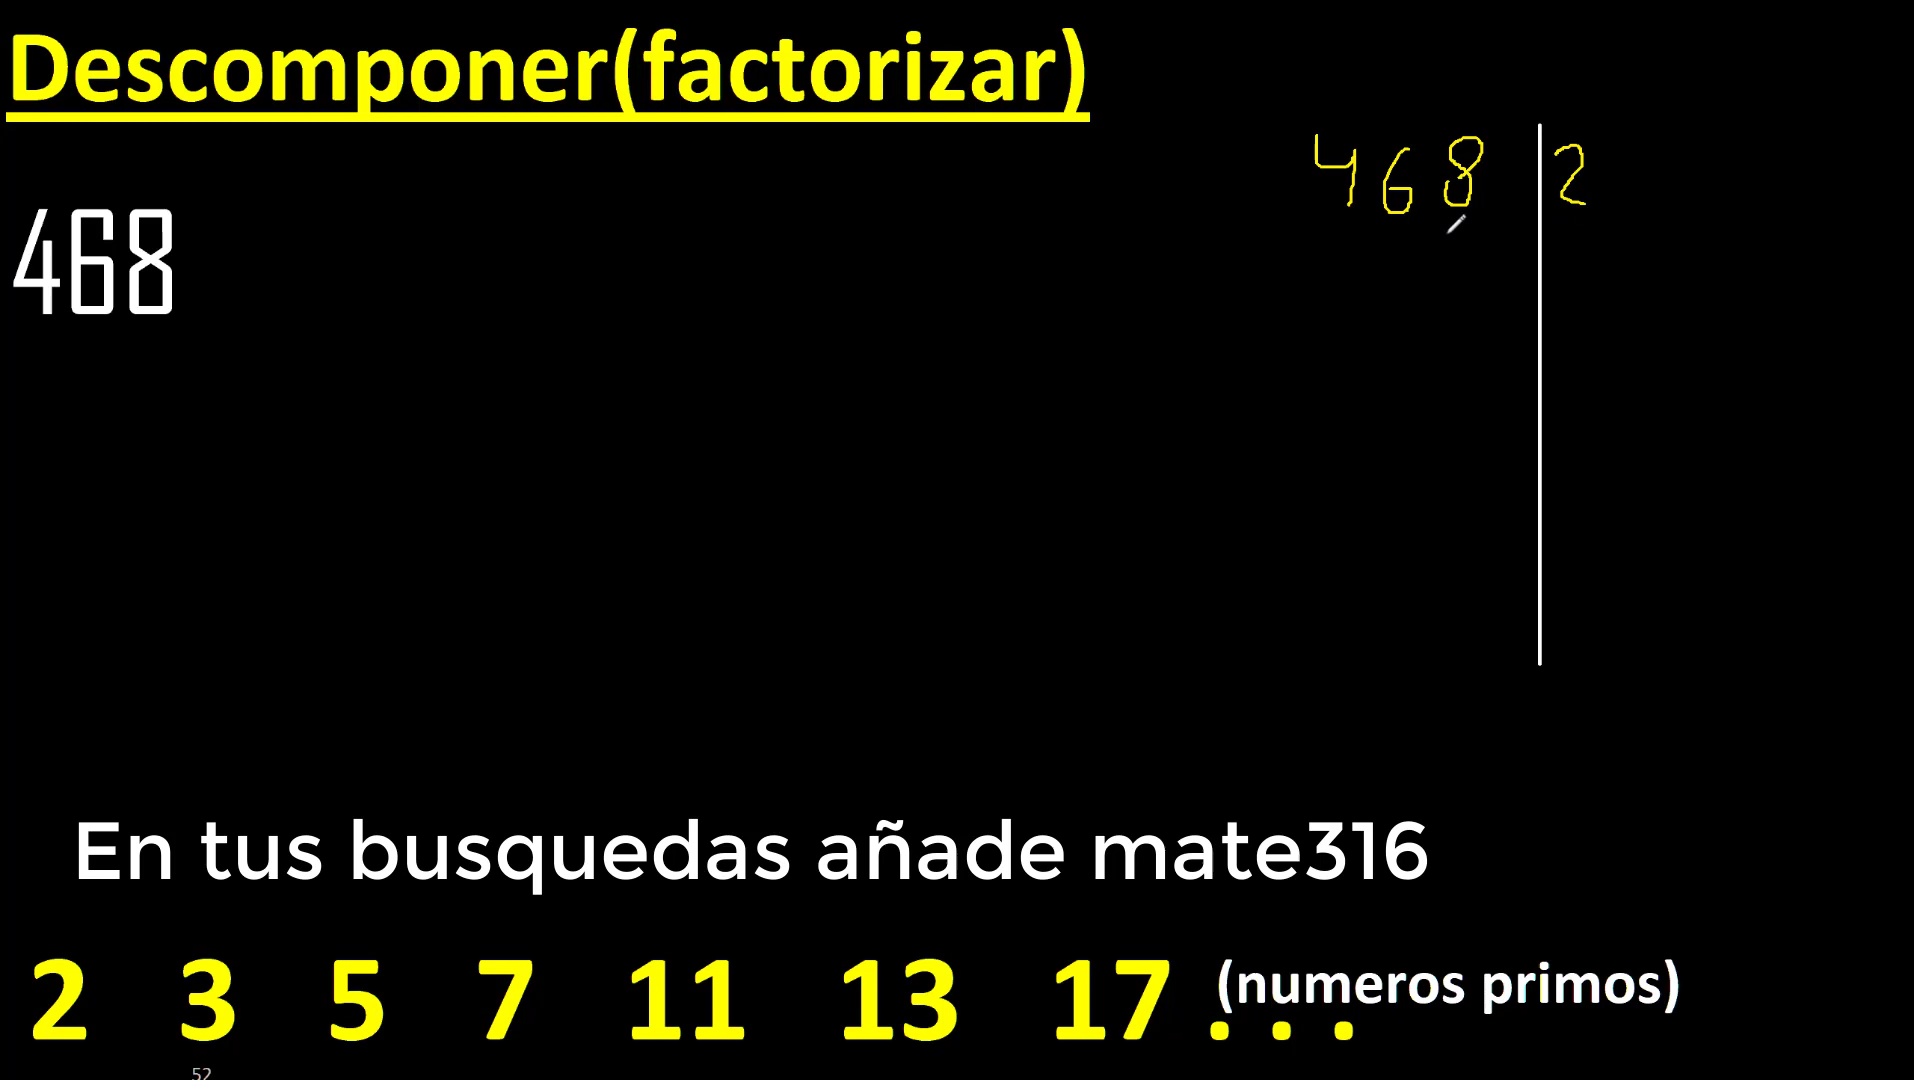 Descomponer(factorizar)
468 2
468
En tus busquedas añade mate316
2 3 5 7 11 13 17 . . . (numeros primos)
52